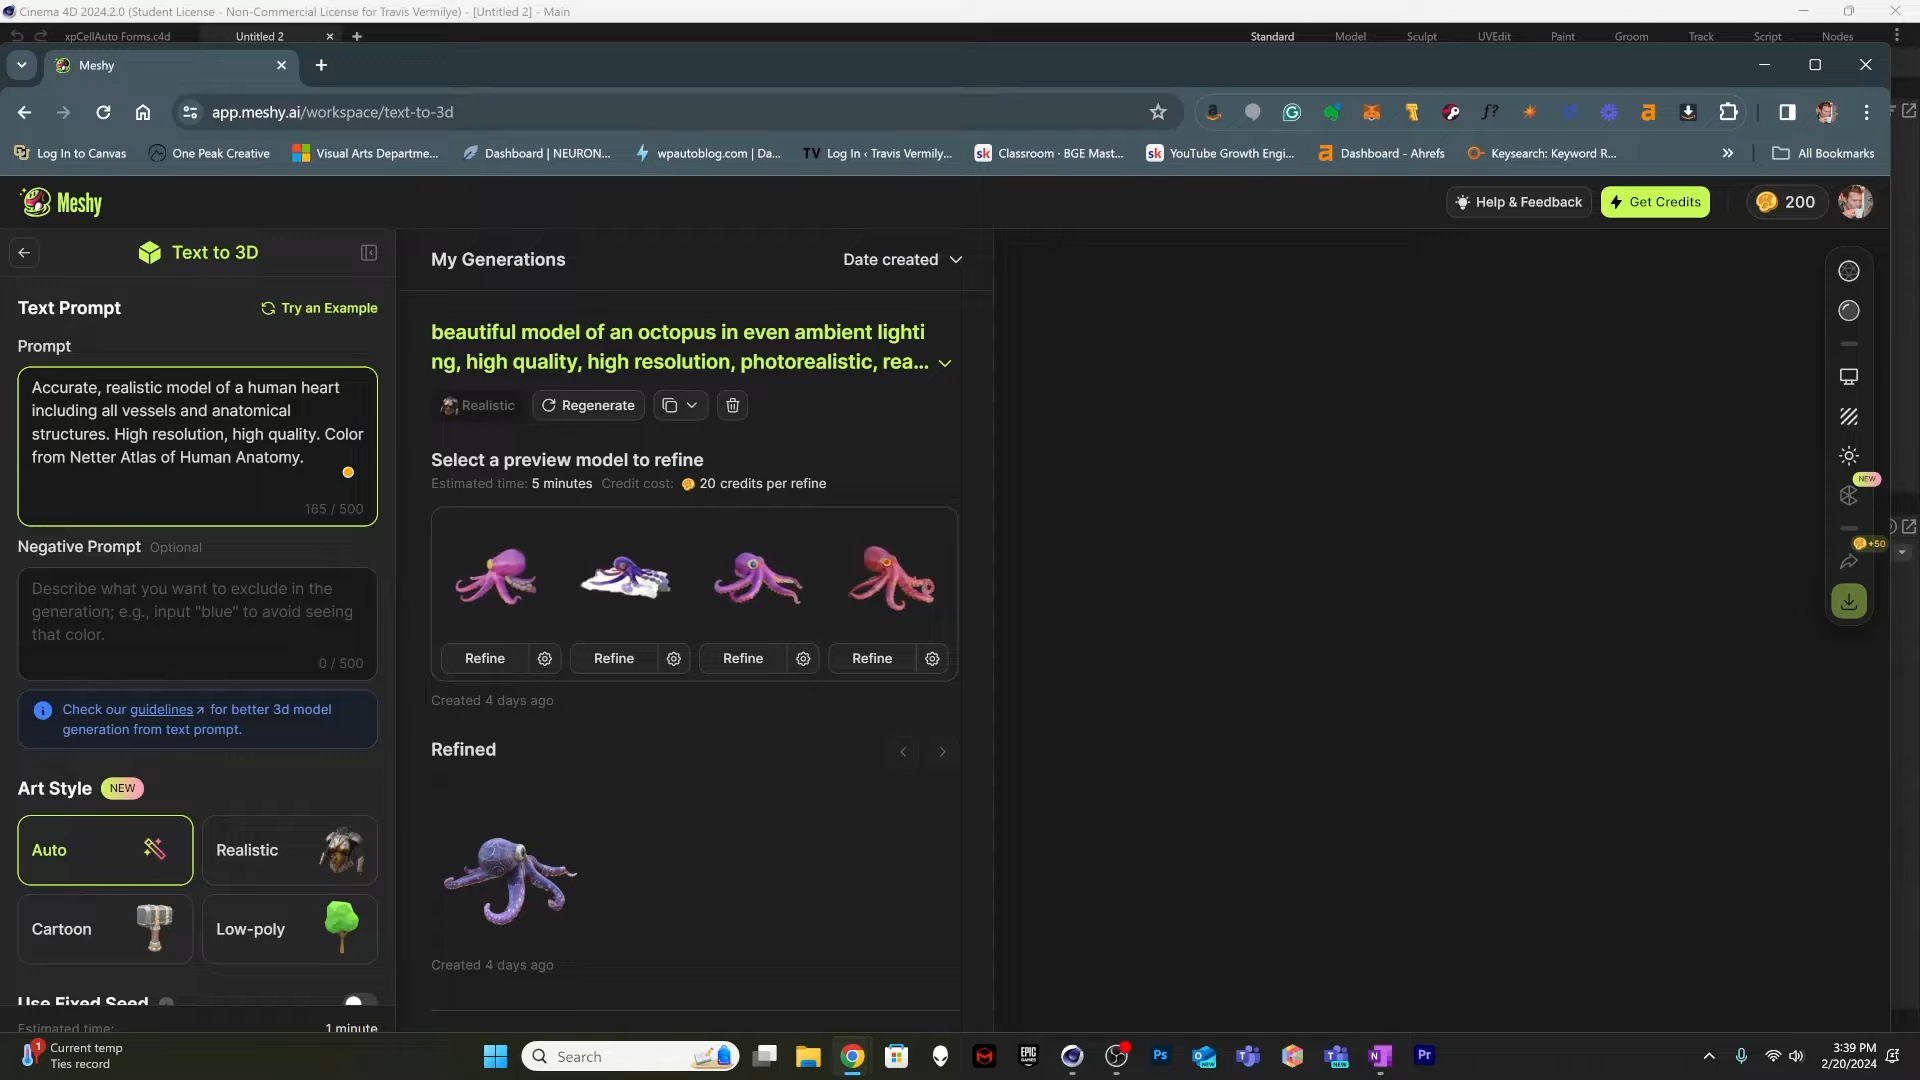 Cinema 4D 2024.2.0 (Student License - Non-Commercial License for Travis Vermilye) - [Untitled 2] - Main
xpCellAuto Forms.c4d
Untitled 2
Standard
Model
Sculpt
UVEdit
Paint
Groom
Track
Script
Nodes
Meshy
app.meshy.ai/workspace/text-to-3d
Log In to Canvas
One Peak Creative
Visual Arts Departme...
Dashboard | NEURON...
wpautoblog.com | Da...
TV Log In ‹ Travis Vermily...
sk Classroom · BGE Mast...
sk YouTube Growth Engi...
Dashboard - Ahrefs
Keysearch: Keyword R...
All Bookmarks
Meshy
Help & Feedback
Get Credits
200
Text to 3D
My Generations
Date created
Text Prompt
Try an Example
Prompt
Accurate, realistic model of a human heart
including all vessels and anatomical
structures. High resolution, high quality. Color
from Netter Atlas of Human Anatomy.
165 / 500
Negative Prompt Optional
Describe what you want to exclude in the
generation; e.g., input "blue" to avoid seeing
that color.
0 / 500
Check our guidelines for better 3d model
generation from text prompt.
Art Style NEW
Auto
Realistic
Cartoon
Low-poly
Use Fixed Seed
Estimated time:
1 minute
beautiful model of an octopus in even ambient lighti
ng, high quality, high resolution, photorealistic, rea...
Realistic
Regenerate
Select a preview model to refine
Estimated time: 5 minutes Credit cost: 20 credits per refine
Refine
Refine
Refine
Refine
Created 4 days ago
Refined
Created 4 days ago
NEW
+50
1
Current temp
Ties record
Search
EPIC
GAMES
Ps
NEW
NEW
Pr
3:39 PM
2/20/2024